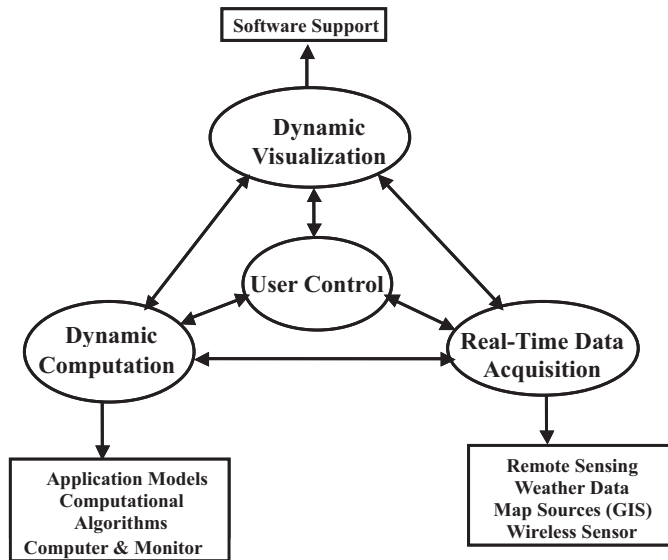 Software Support
Dynamic
Visualization
User Control
Dynamic
Computation
Real-Time Data
Acquisition
Application Models
Computational
Algorithms
Computer & Monitor
Remote Sensing
Weather Data
Map Sources (GIS)
Wireless Sensor